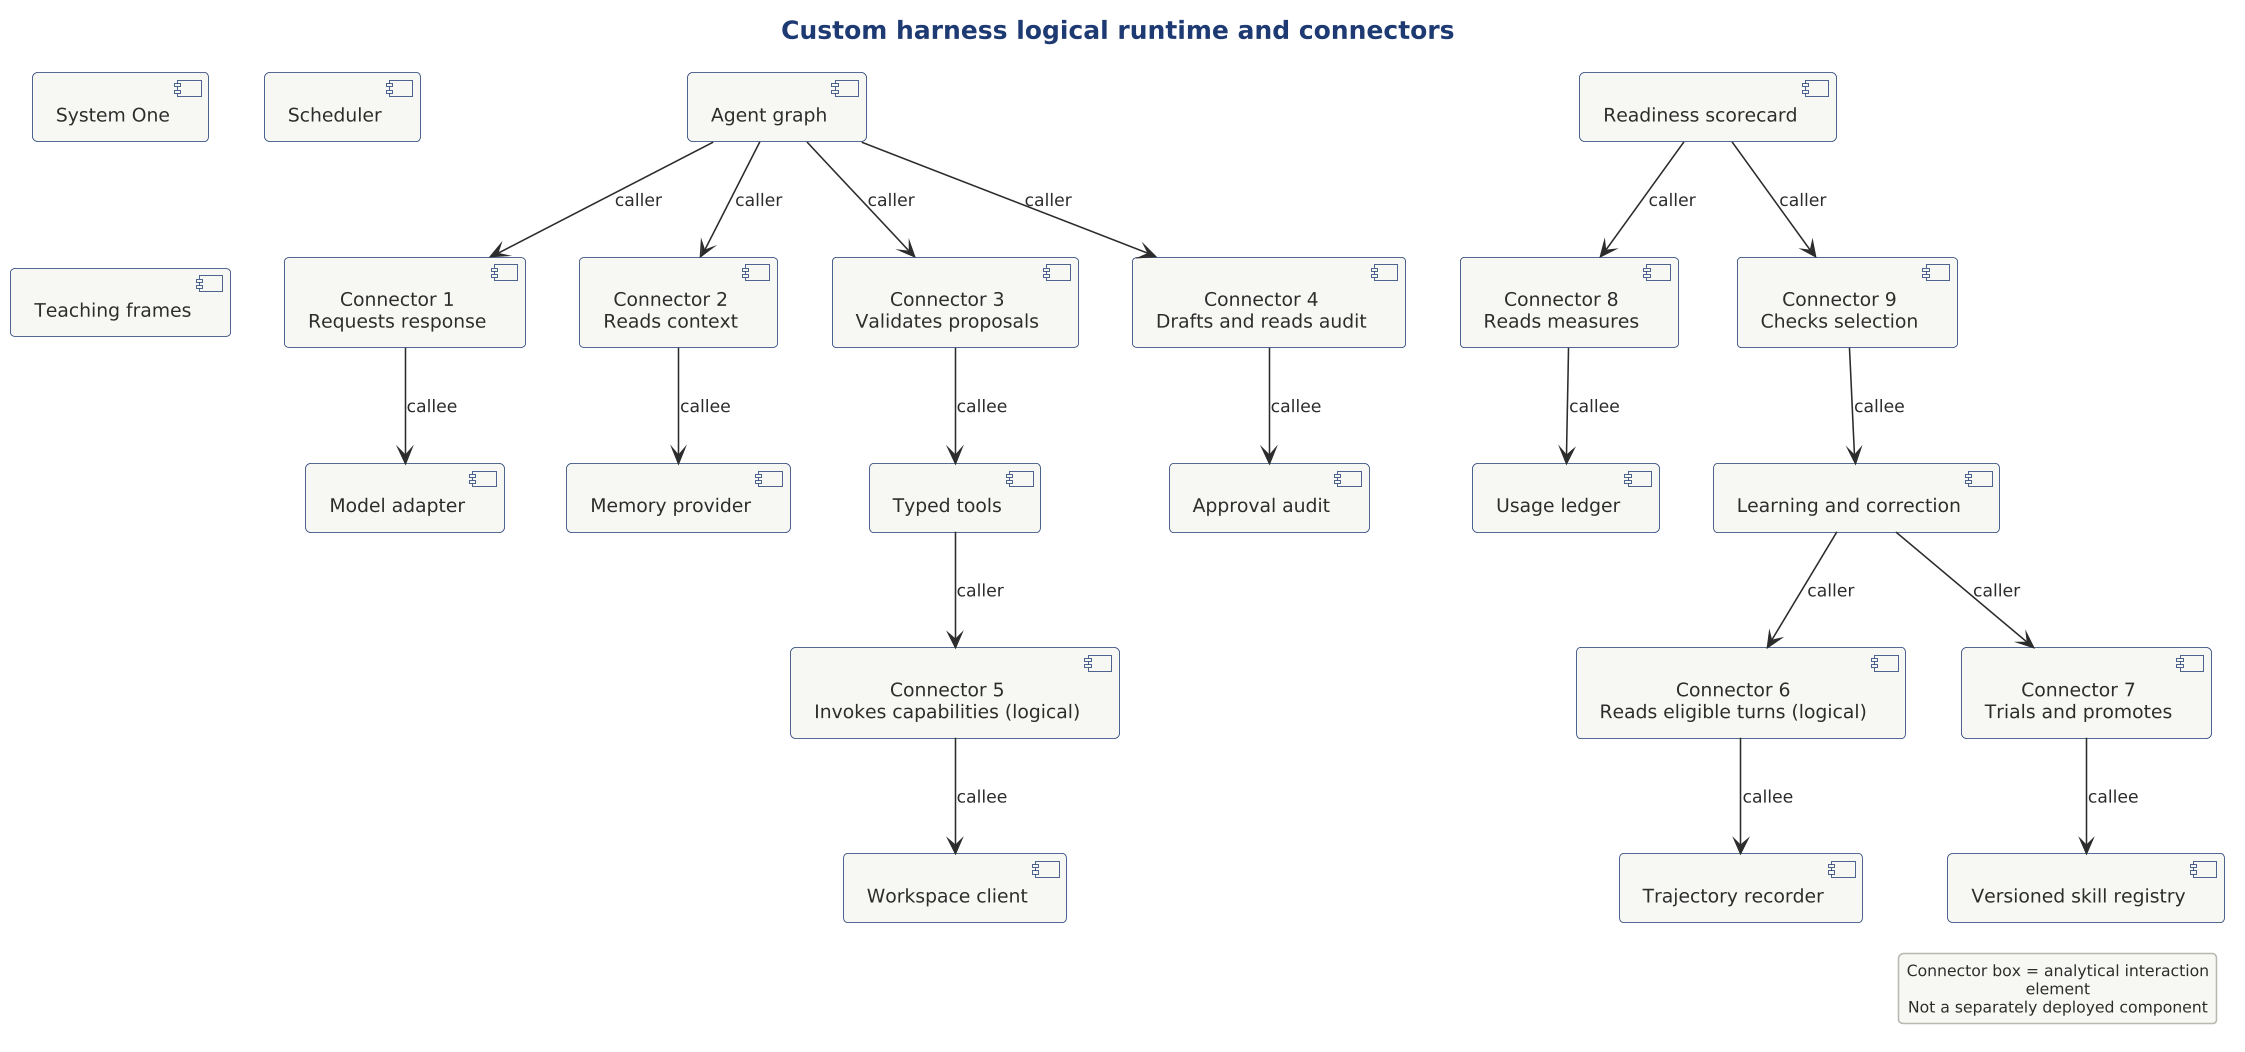 Custom harness logical runtime and connectors
System One
Scheduler
Agent graph
Readiness scorecard
caller
caller
caller
caller
caller
caller
Teaching frames
Connector 1
Requests response
Connector 2
Reads context
Connector 3
Validates proposals
Connector 4
Drafts and reads audit
Connector 8
Reads measures
Connector 9
Checks selection
callee
callee
callee
callee
callee
callee
Model adapter
Memory provider
Typed tools
Approval audit
Usage ledger
Learning and correction
caller
caller
caller
Connector 5
Invokes capabilities (logical)
Connector 6
Reads eligible turns (logical)
Connector 7
Trials and promotes
callee
callee
callee
Workspace client
Trajectory recorder
Versioned skill registry
Connector box = analytical interaction
element
Not a separately deployed component